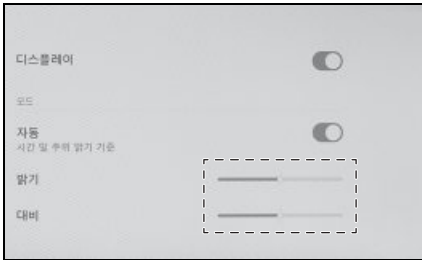 디스플레이
모드
자동
시간 및 주위 밝기 기준
밝기
대비